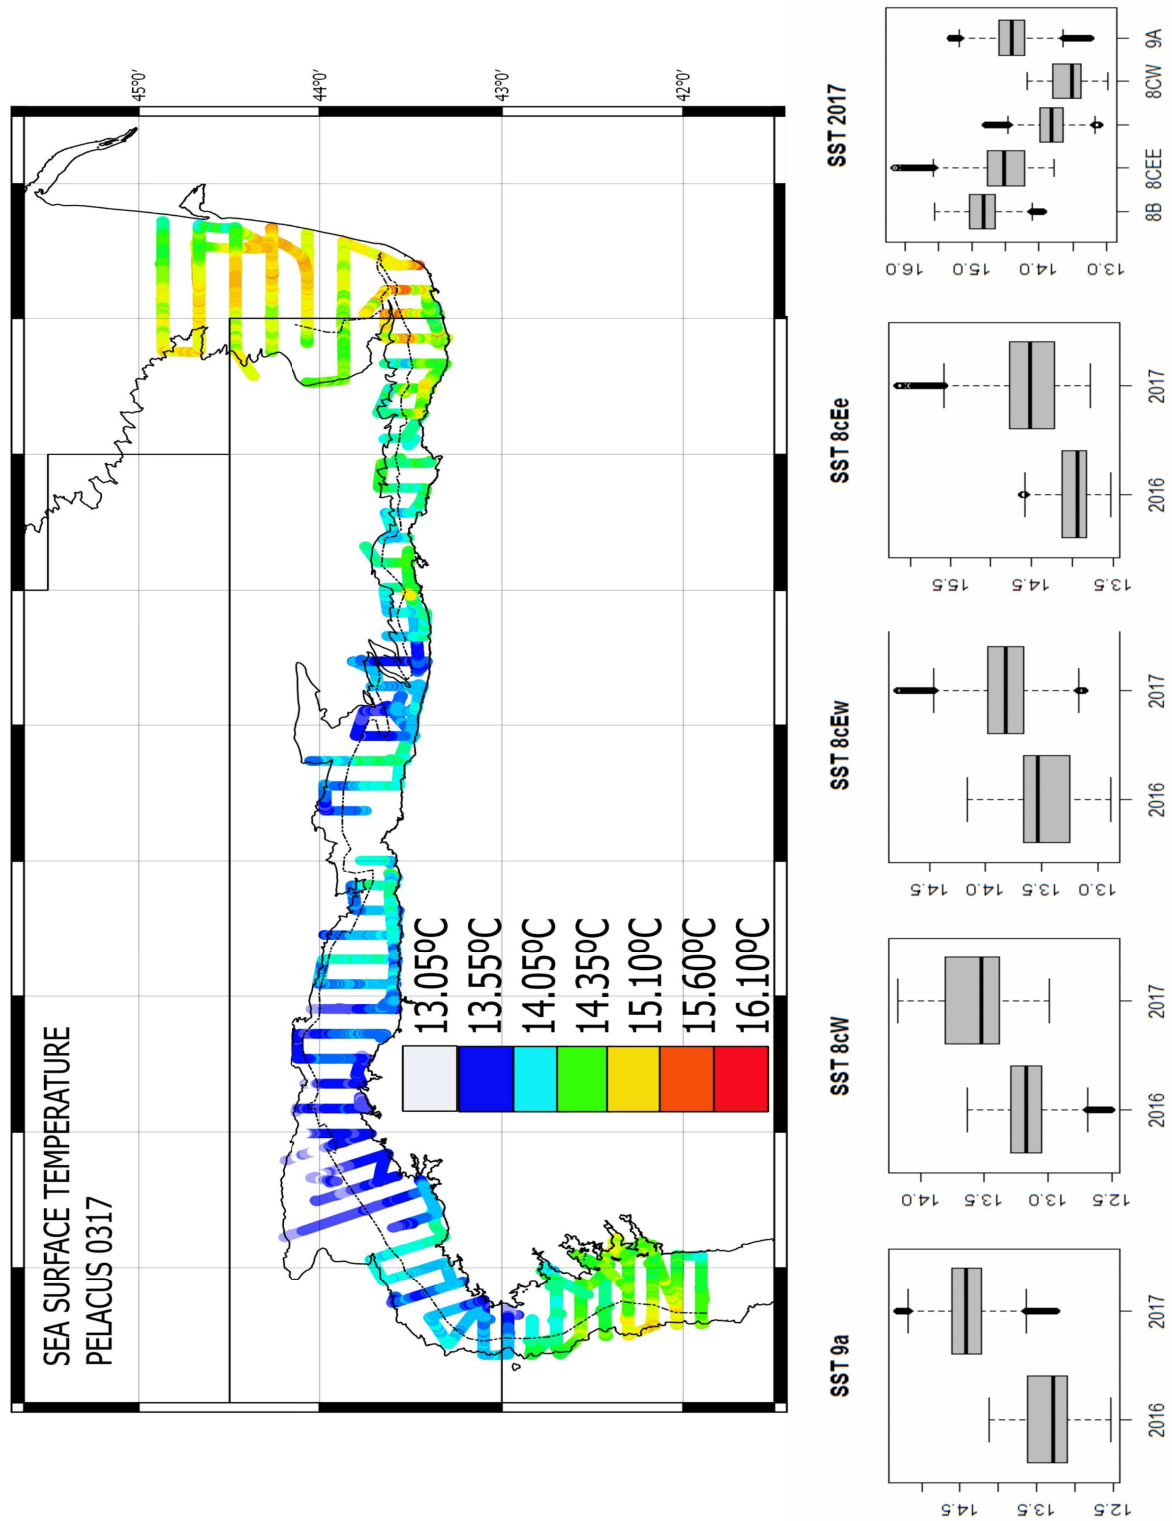 SEA SURFACE TEMPERATURE
PELACUS 0317
45º0'
44º0'
43º0'
42º0'
13.05ºC
13.55ºC
14.05ºC
14.35ºC
15.10ºC
15.60ºC
16.10ºC
SST 9a
14.5
13.5
12.5
2016
2017
SST 8cW
14.0
13.5
13.0
12.5
2016
2017
SST 8cEw
14.5
14.0
13.5
13.0
2016
2017
SST 8cEe
15.5
14.5
13.5
2016
2017
SST 2017
16.0
15.0
14.0
13.0
8B
8CEE
8CW
9A